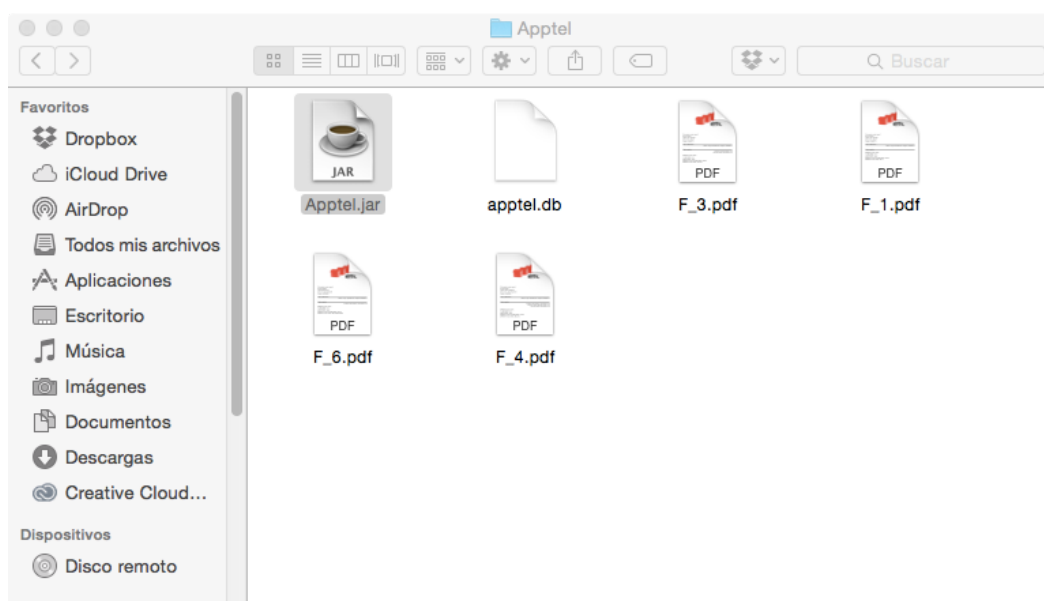 Apptel
Buscar
Favoritos
Dropbox
iCloud Drive
AirDrop
Todos mis archivos
Aplicaciones
Escritorio
Música
Imágenes
Documentos
Descargas
Creative Cloud...
Dispositivos
Disco remoto
JAR
PDF
PDF
Apptel.jar
apptel.db
F_3.pdf
F_1.pdf
PDF
PDF
F_6.pdf
F_4.pdf